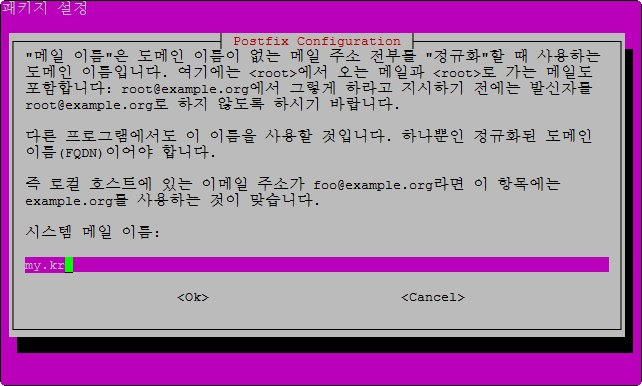 패키지 설정
Postfix Configuration
"메일 이름"은 도메인 이름이 없는 메일 주소 전부를 "정규화"할 때 사용하는
도메인 이름입니다. 여기에는 <root>에서 오는 메일과 <root>로 가는 메일도
포함합니다: root@example.org에서 그렇게 하라고 지시하기 전에는 발신자를
root@example.org로 하지 않도록 하시기 바랍니다.
다른 프로그램에서도 이 이름을 사용할 것입니다. 하나뿐인 정규화된 도메인
이름(FQDN)이어야 합니다.
즉 로컬 호스트에 있는 이메일 주소가 foo@example.org라면 이 항목에는
example.org를 사용하는 것이 맞습니다.
시스템 메일 이름:
my.kr
<Ok> <Cancel>